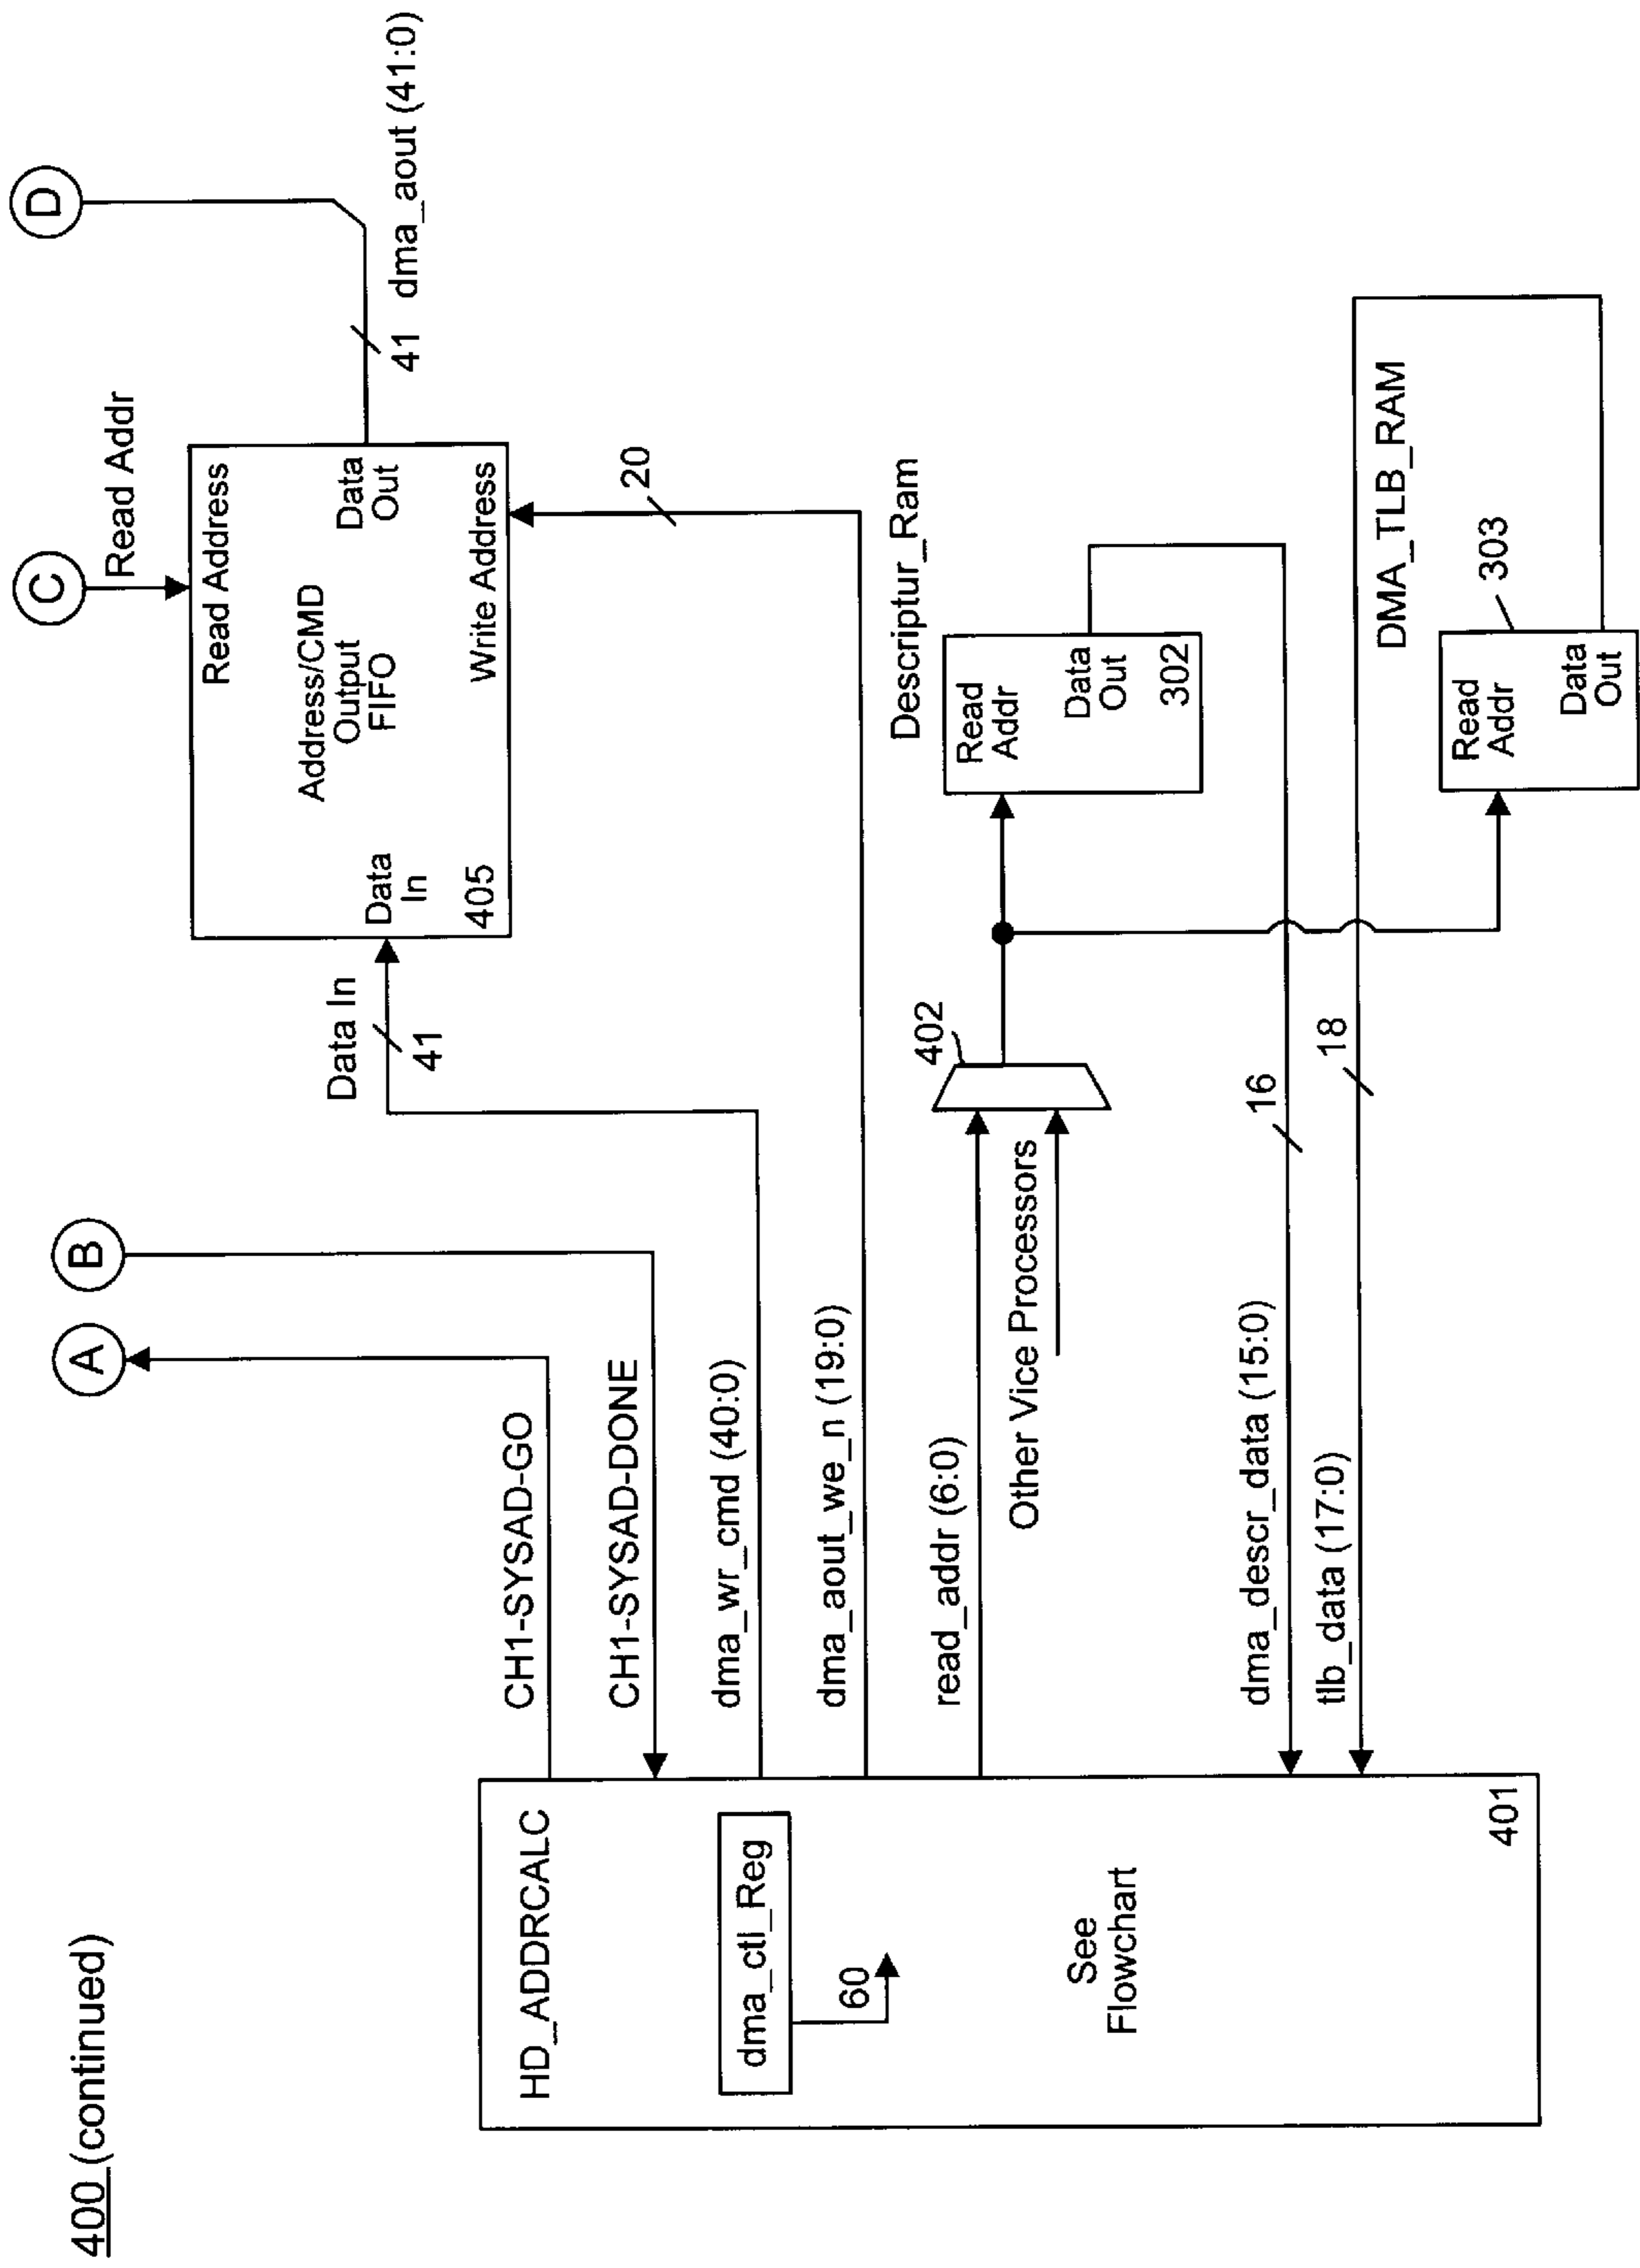 400 (continued)
A
B
C
D
Read Addr
Read Address
Address/CMD
Output
FIFO
Data
In
Data
Out
Write Address
405
Data In
41
41
dma_aout (41:0)
20
HD_ADDRCALC
dma_ctl_Reg
60
See
Flowchart
401
CH1-SYSAD-GO
CH1-SYSAD-DONE
dma_wr_cmd (40:0)
dma_aout_we_n (19:0)
read_addr (6:0)
Other Vice Processors
402
Descriptur_Ram
Read
Addr
Data
Out
302
dma_descr_data (15:0)
16
tlb_data (17:0)
18
DMA_TLB_RAM
303
Read
Addr
Data
Out